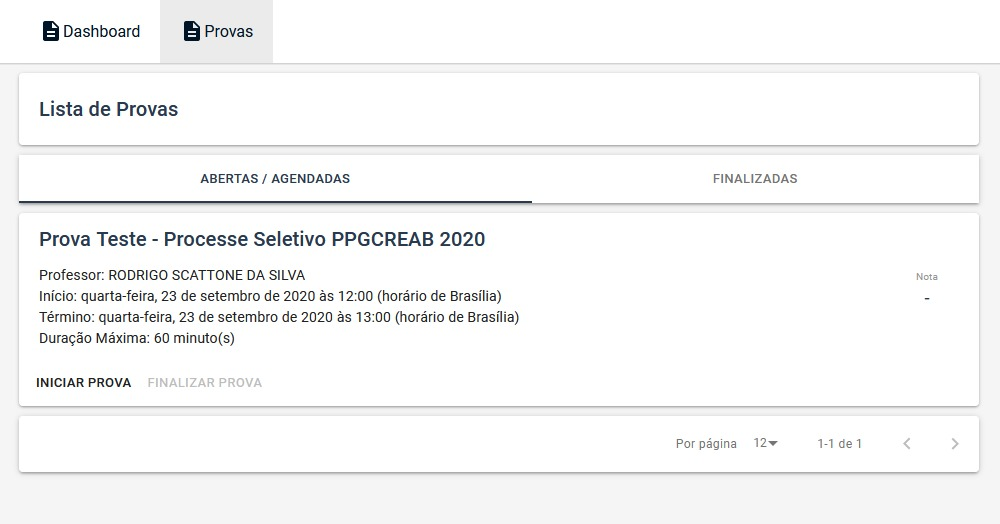 Dashboard Provas
Lista de Provas
ABERTAS / AGENDADAS FINALIZADAS
Prova Teste - Processe Seletivo PPGCREAB 2020
Professor: RODRIGO SCATTONE DA SILVA
Nota
Início: quarta-feira, 23 de setembro de 2020 às 12:00 (horário de Brasília)
-
Término: quarta-feira, 23 de setembro de 2020 às 13:00 (horário de Brasília)
Duração Máxima: 60 minuto(s)
INICIAR PROVA FINALIZAR PROVA
Por página 12 1-1 de 1